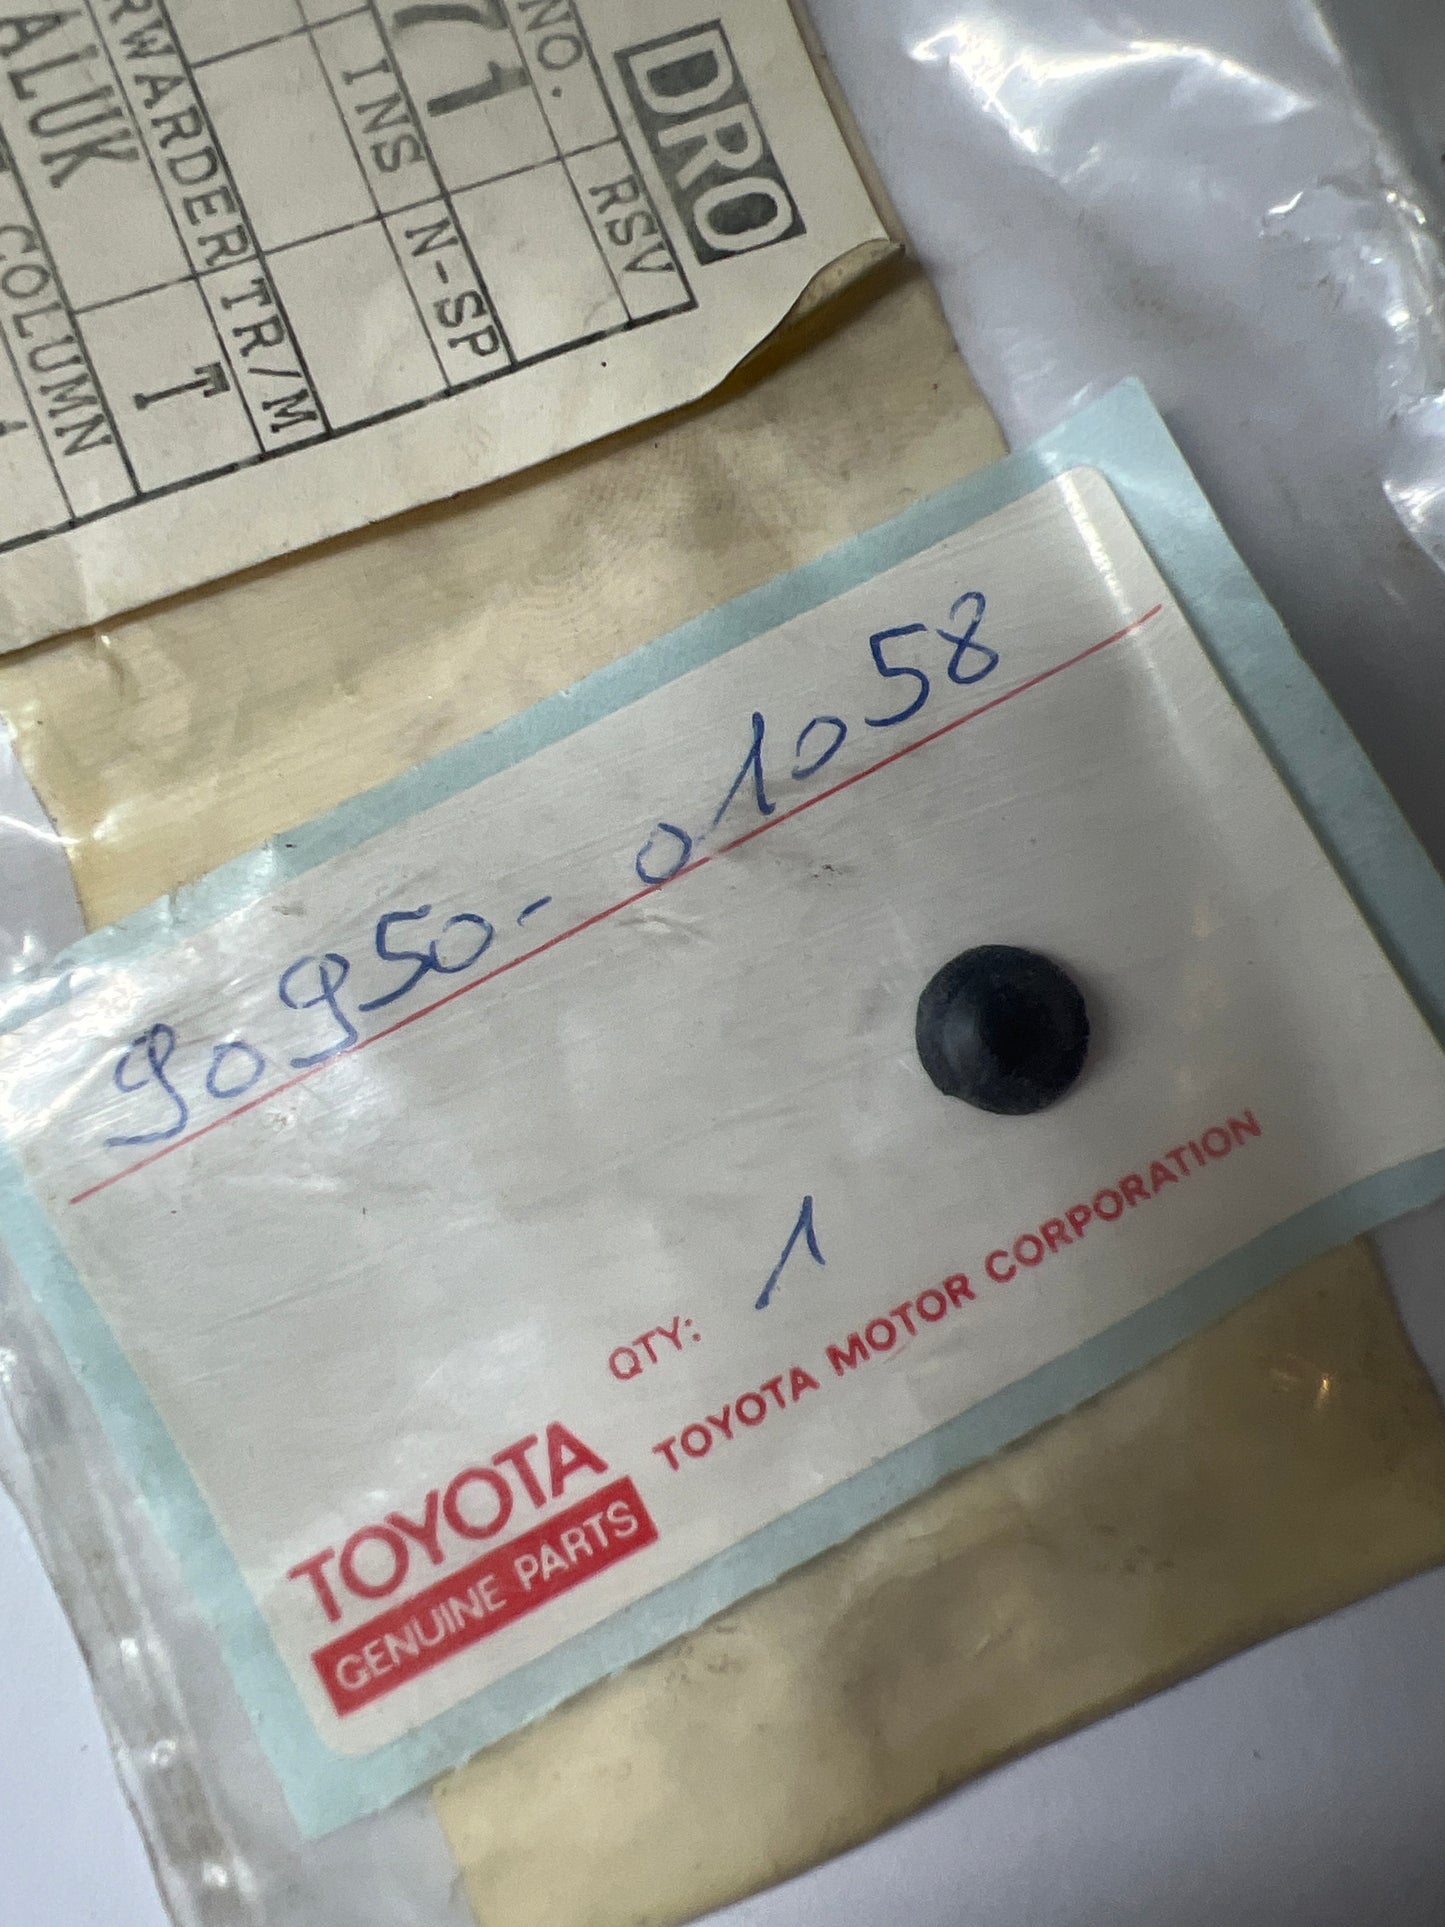 DRO
NO. RSV
71
INS N-SP
RWARDER TR/M
ALUK T
COLUMN
90950-01058
QTY: 1
TOYOTA
GENUINE PARTS
TOYOTA MOTOR CORPORATION